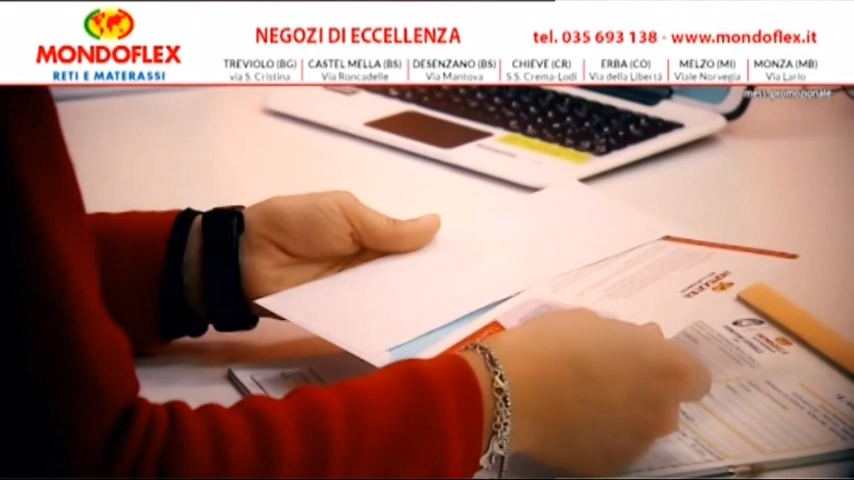 MONDOFLEX
RETI E MATERASSI
NEGOZI DI ECCELLENZA
tel. 035 693 138 - www.mondoflex.it
TREVIOLO (BG)
via S. Cristina
CASTEL MELLA (BS)
Via Roncadelle
DESENZANO (BS)
Via Mantova
CHIEVE (CR)
S.S. Crema-Lodi
ERBA (CO)
Via della Libertà
MELZO (MI)
Viale Norvegia
MONZA (MB)
Via Lario
mess. promozionale